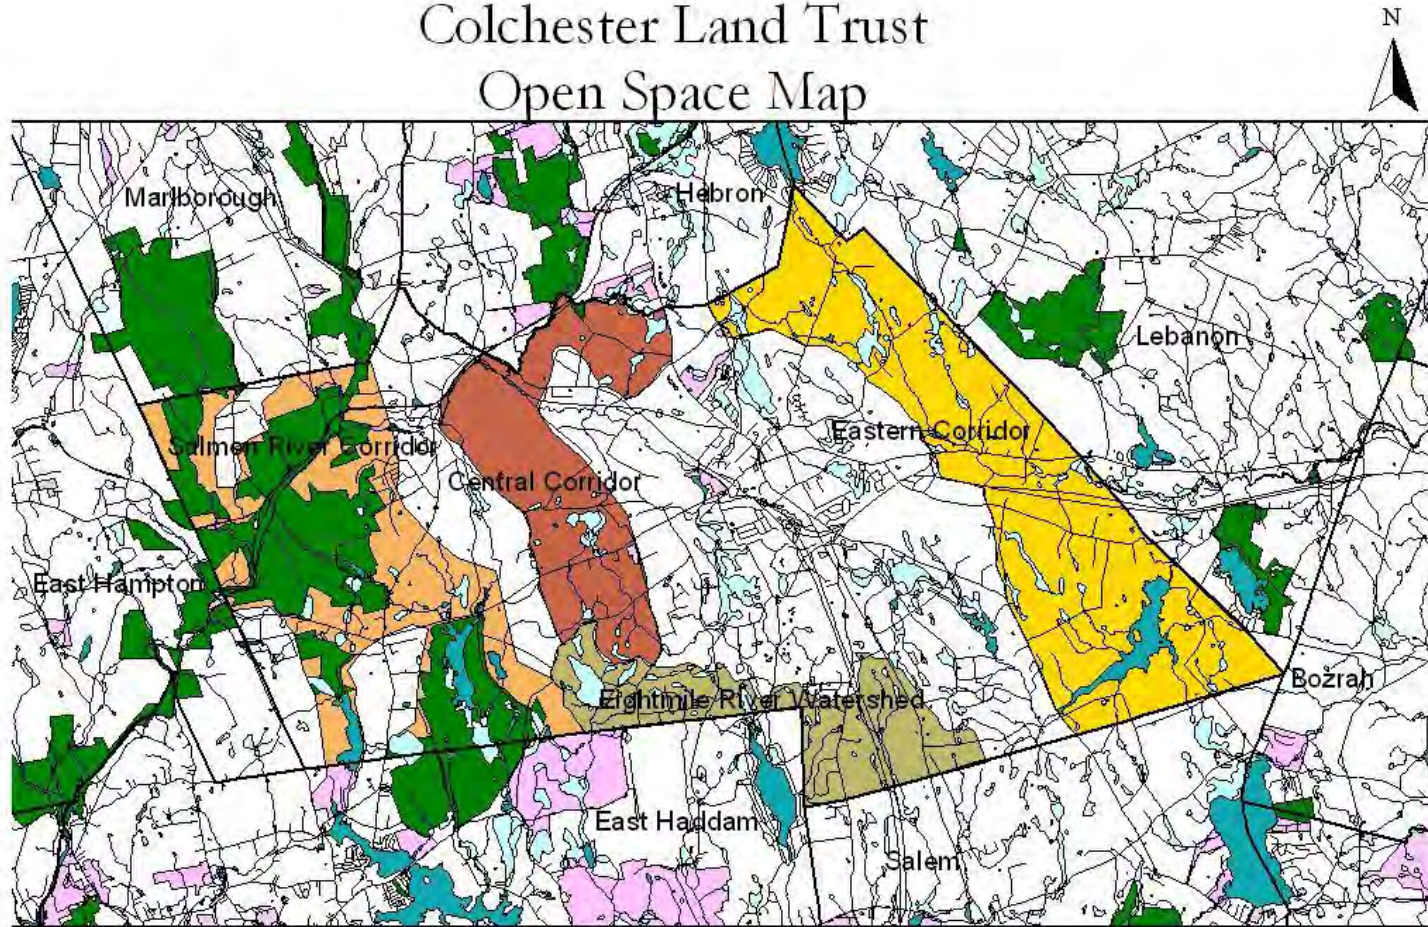 Colchester Land Trust
Open Space Map
N
Marlborough
Hebron
Lebanon
Salmon River Corridor
Eastern Corridor
Central Corridor
East Hampton
Bozrah
Eightmile River Watershed
East Haddam
Salem